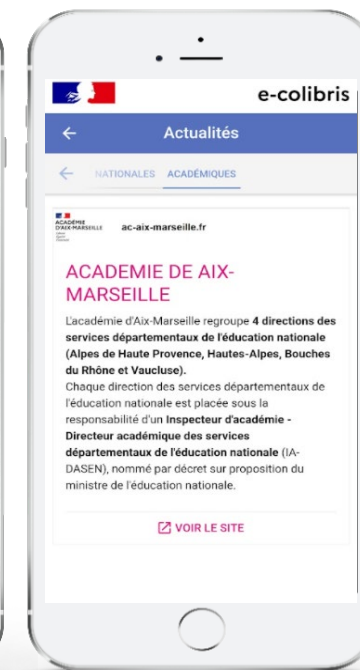 e-colibris
Actualités
NATIONALES ACADÉMIQUES
ACADÉMIE
D'AIX-MARSEILLE
ac-aix-marseille.fr
ACADEMIE DE AIX-
MARSEILLE
L'académie d'Aix-Marseille regroupe 4 directions des
services départementaux de l'éducation nationale
(Alpes de Haute Provence, Hautes-Alpes, Bouches
du Rhône et Vaucluse).
Chaque direction des services départementaux de
l'éducation nationale est placée sous la
responsabilité d'un Inspecteur d'académie -
Directeur académique des services
départementaux de l'éducation nationale (IA-
DASEN), nommé par décret sur proposition du
ministre de l'éducation nationale.
VOIR LE SITE